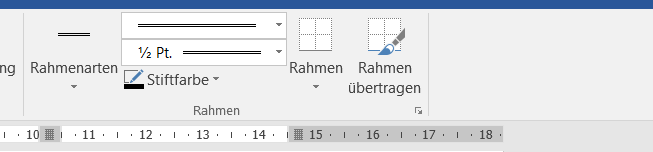 ng
Rahmenarten
½ Pt.
Stiftfarbe
Rahmen
Rahmen
übertragen
Rahmen
10 11 12 13 14 15 16 17 18